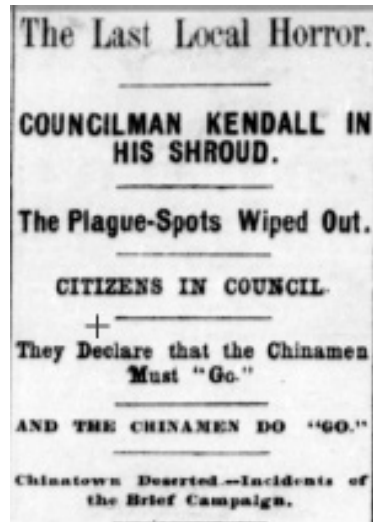 The Last Local Horror.
COUNCILMAN KENDALL IN
HIS SHROUD.
The Plague-Spots Wiped Out.
CITIZENS IN COUNCIL.
They Declare that the Chinamen
Must "Go."
AND THE CHINAMEN DO "GO."
Chinatown Deserted.—Incidents of
the Brief Campaign.